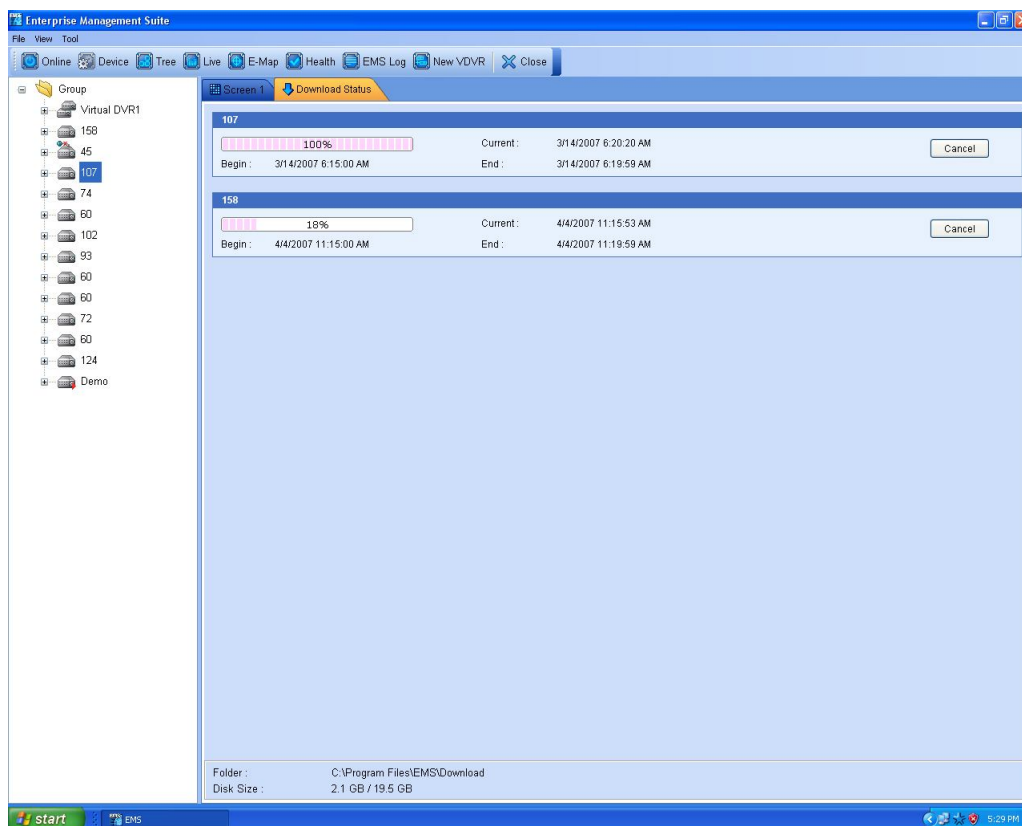 Enterprise Management Suite
File View Tool
Online Device Tree Live E-Map Health EMS Log New VDVR Close
Group
Virtual DVR1
158
45
107
74
60
102
93
60
60
72
60
124
Demo
Screen 1 Download Status
107
100% Current : 3/14/2007 6:20:20 AM Cancel
Begin : 3/14/2007 6:15:00 AM End : 3/14/2007 6:19:59 AM
158
18% Current : 4/4/2007 11:15:53 AM Cancel
Begin : 4/4/2007 11:15:00 AM End : 4/4/2007 11:19:59 AM
Folder : C:\Program Files\EMS\Download
Disk Size : 2.1 GB / 19.5 GB
start EMS 5:29 PM